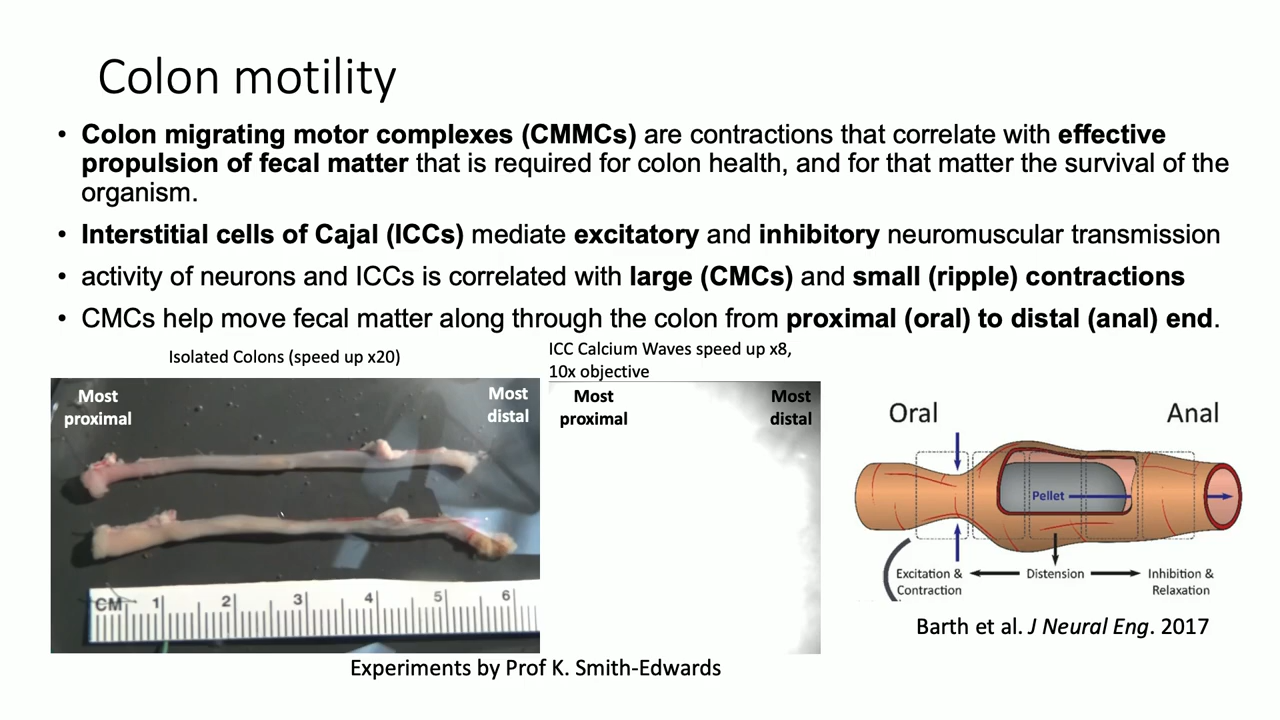 Colon motility
• Colon migrating motor complexes (CMMCs) are contractions that correlate with effective
propulsion of fecal matter that is required for colon health, and for that matter the survival of the
organism.
• Interstitial cells of Cajal (ICCs) mediate excitatory and inhibitory neuromuscular transmission
• activity of neurons and ICCs is correlated with large (CMCs) and small (ripple) contractions
• CMCs help move fecal matter along through the colon from proximal (oral) to distal (anal) end.
Isolated Colons (speed up x20)
Most
proximal
Most
distal
CM 1 2 3 4 5 6
ICC Calcium Waves speed up x8,
10x objective
Most
proximal
Most
distal
Oral
Anal
Pellet
Excitation &
Contraction
Distension
Inhibition &
Relaxation
Barth et al. J Neural Eng. 2017
Experiments by Prof K. Smith-Edwards